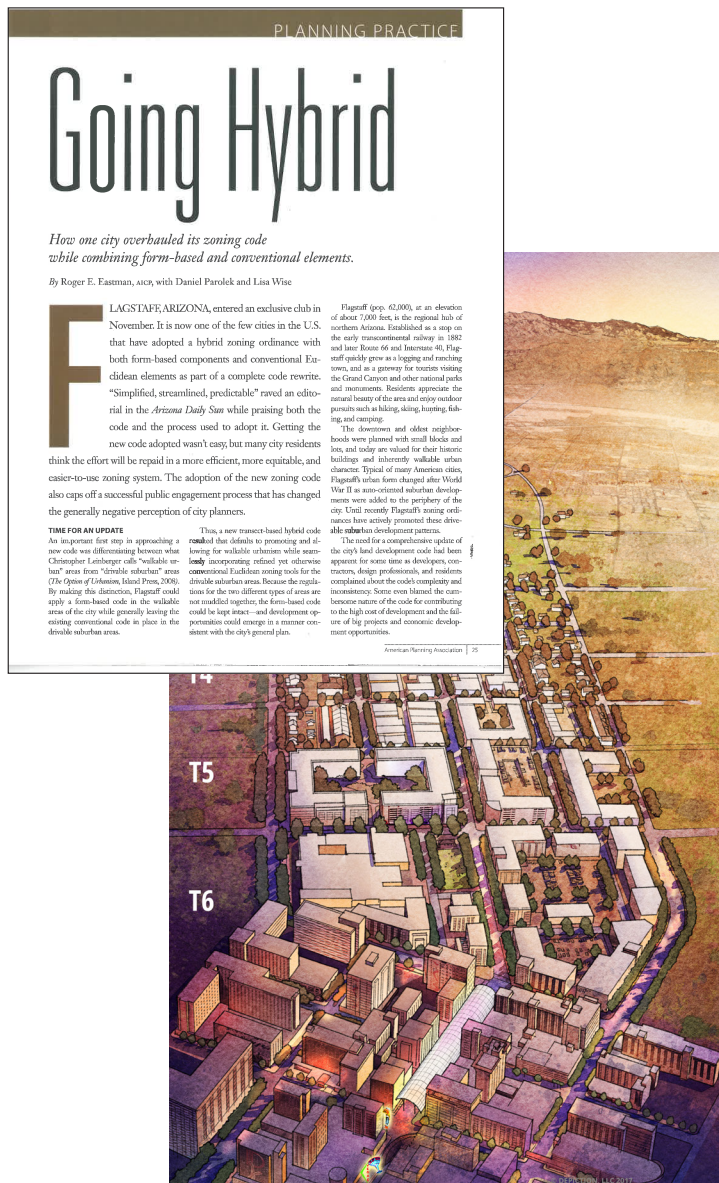 PLANNING PRACTICE
Going Hybrid
How one city overhauled its zoning code
while combining form-based and conventional elements.
By Roger E. Eastman, AICP, with Daniel Parolek and Lisa Wise
FLAGSTAFF, ARIZONA, entered an exclusive club in
November. It is now one of the few cities in the U.S.
that have adopted a hybrid zoning ordinance with
both form-based components and conventional Eu-
clidean elements as part of a complete code rewrite.
“Simplified, streamlined, predictable” raved an edito-
rial in the Arizona Daily Sun while praising both the
code and the process used to adopt it. Getting the
new code adopted wasn’t easy, but many city residents
think the effort will be repaid in a more efficient, more equitable, and
easier-to-use zoning system. The adoption of the new zoning code
also caps off a successful public engagement process that has changed
the generally negative perception of city planners.
TIME FOR AN UPDATE
An important first step in approaching a
new code was differentiating between what
Christopher Leinberger calls “walkable ur-
ban” areas from “drivable suburban” areas
(The Option of Urbanism, Island Press, 2008).
By making this distinction, Flagstaff could
apply a form-based code in the walkable
areas of the city while generally leaving the
existing conventional code in place in the
drivable suburban areas.
Thus, a new transect-based hybrid code
resulted that defaults to promoting and al-
lowing for walkable urbanism while seam-
lessly incorporating refined yet otherwise
conventional Euclidean zoning tools for the
drivable suburban areas. Because the regula-
tions for the two different types of areas are
not muddled together, the form-based code
could be kept intact—and development op-
portunities could emerge in a manner con-
sistent with the city’s general plan.
Flagstaff (pop. 62,000), at an elevation
of about 7,000 feet, is the regional hub of
northern Arizona. Established as a stop on
the early transcontinental railway in 1882
and later Route 66 and Interstate 40, Flag-
staff quickly grew as a logging and ranching
town, and as a gateway for tourists visiting
the Grand Canyon and other national parks
and monuments. Residents appreciate the
natural beauty of the area and enjoy outdoor
pursuits such as hiking, skiing, hunting, fish-
ing, and camping.
The downtown and oldest neighbor-
hoods were planned with small blocks and
lots, and today are valued for their historic
buildings and inherently walkable urban
character. Typical of many American cities,
Flagstaff’s urban form changed after World
War II as auto-oriented suburban develop-
ments were added to the periphery of the
city. Until recently Flagstaff’s zoning ordi-
nances have actively promoted these drive-
able suburban development patterns.
The need for a comprehensive update of
the city’s land development code had been
apparent for some time as developers, con-
tractors, design professionals, and residents
complained about the code’s complexity and
inconsistency. Some even blamed the cum-
bersome nature of the code for contributing
to the high cost of development and the fail-
ure of big projects and economic develop-
ment opportunities.
American Planning Association | 25
T4
T5
T6
DEPICTION, LLC 2017